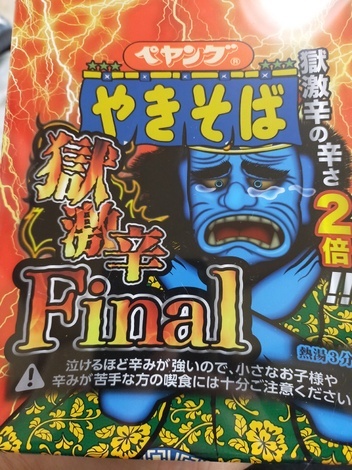 ペヤング®
やきそば
獄激辛の辛さ
2倍!!
獄激辛
Final
熱湯3分
泣けるほど辛みが強いので、小さなお子様や
辛みが苦手な方の喫食には十分ご注意ください